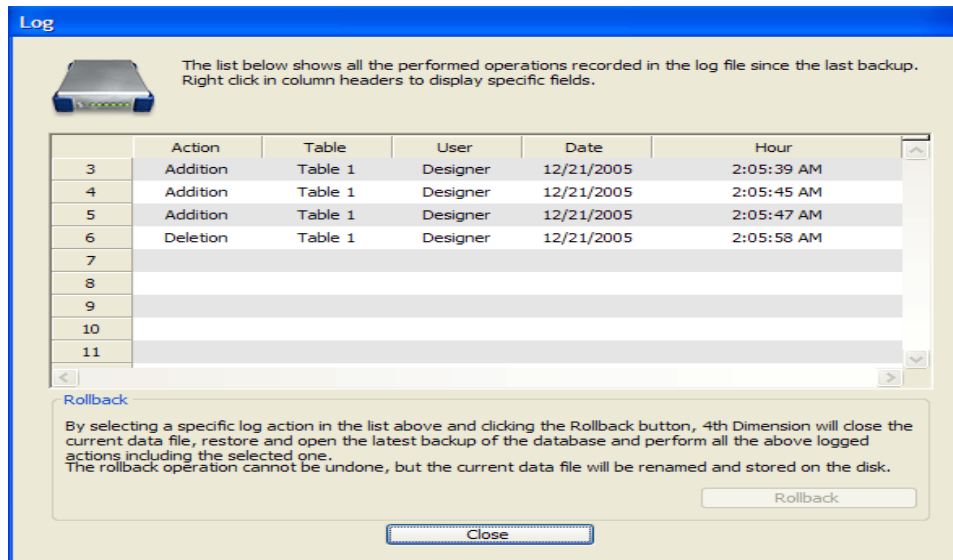 Log
The list below shows all the performed operations recorded in the log file since the last backup.
Right click in column headers to display specific fields.
Action Table User Date Hour
3 Addition Table 1 Designer 12/21/2005 2:05:39 AM
4 Addition Table 1 Designer 12/21/2005 2:05:45 AM
5 Addition Table 1 Designer 12/21/2005 2:05:47 AM
6 Deletion Table 1 Designer 12/21/2005 2:05:58 AM
7
8
9
10
11
Rollback
By selecting a specific log action in the list above and clicking the Rollback button, 4th Dimension will close the
current data file, restore and open the latest backup of the database and perform all the above logged
actions including the selected one.
The rollback operation cannot be undone, but the current data file will be renamed and stored on the disk.
Rollback
Close